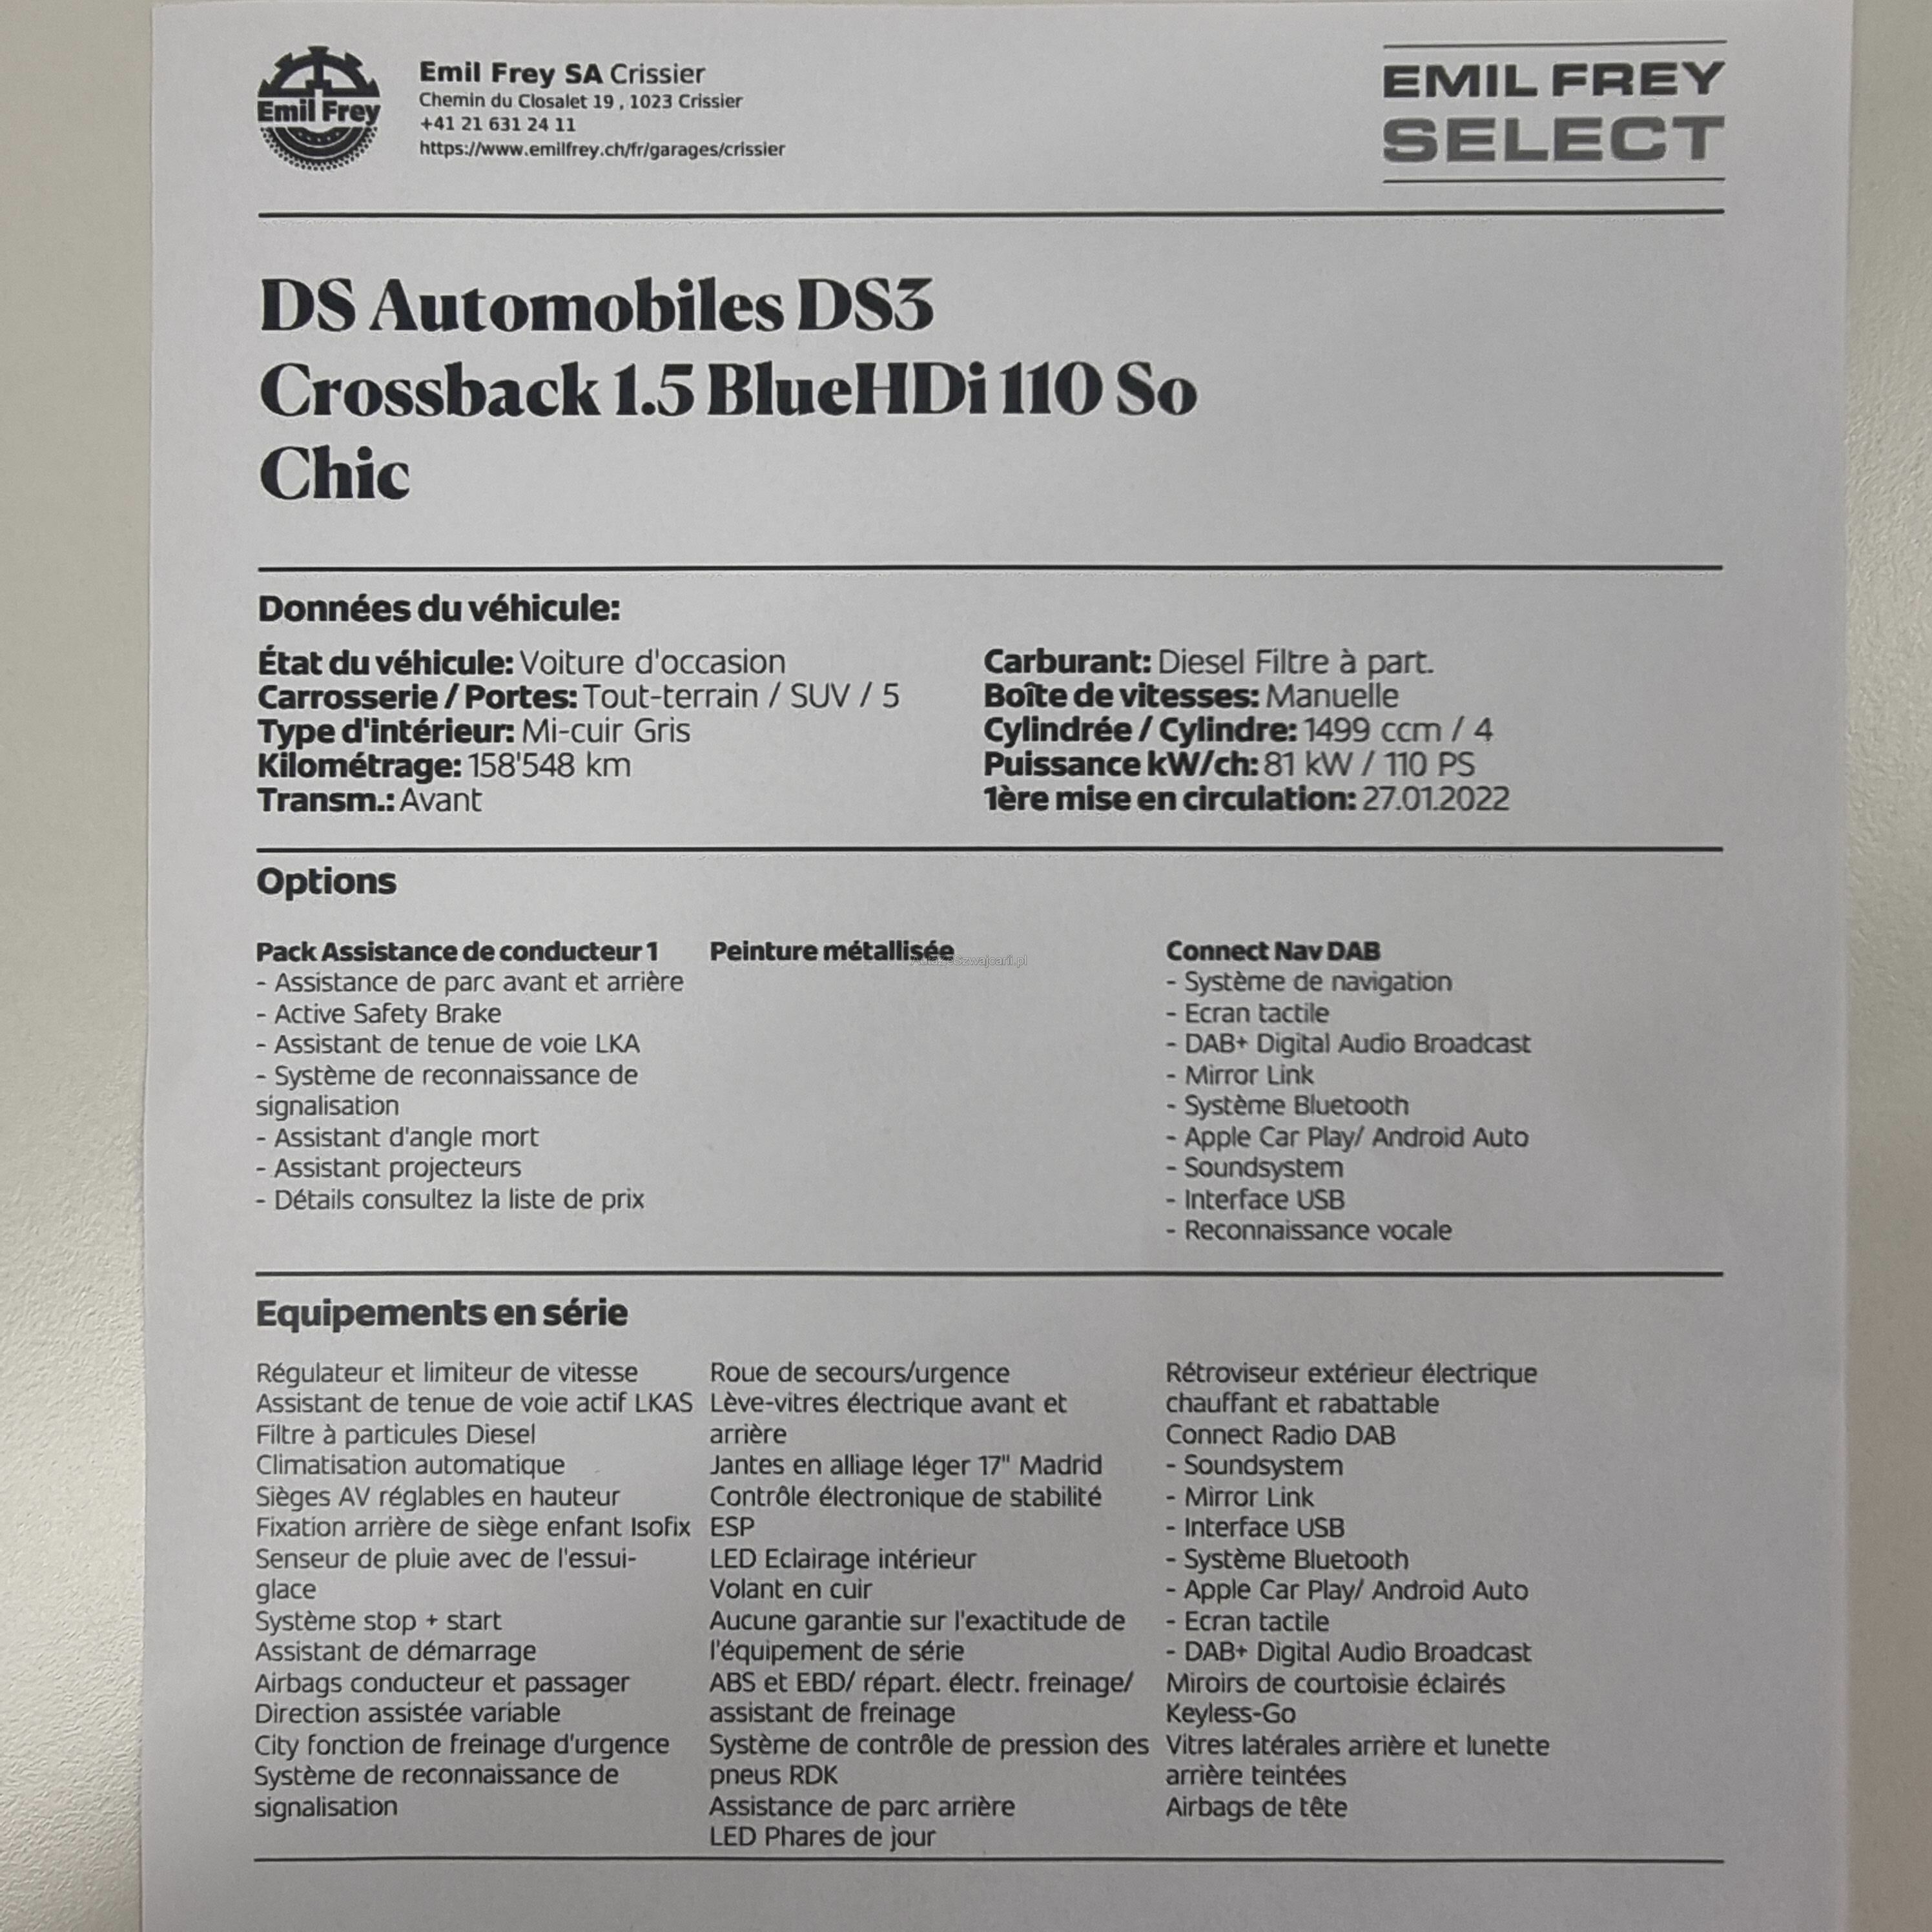 Emil Frey
Emil Frey SA Crissier
Chemin du Closalet 19 , 1023 Crissier
+41 21 631 24 11
https://www.emilfrey.ch/fr/garages/crissier
EMIL FREY
SELECT
DS Automobiles DS3
Crossback 1.5 BlueHDi 110 So
Chic
Données du véhicule:
État du véhicule: Voiture d'occasion
Carrosserie / Portes: Tout-terrain / SUV / 5
Type d'intérieur: Mi-cuir Gris
Kilométrage: 158'548 km
Transm.: Avant
Carburant: Diesel Filtre à part.
Boîte de vitesses: Manuelle
Cylindrée / Cylindre: 1499 ccm / 4
Puissance kW/ch: 81 kW / 110 PS
1ère mise en circulation: 27.01.2022
Options
Pack Assistance de conducteur 1
- Assistance de parc avant et arrière
- Active Safety Brake
- Assistant de tenue de voie LKA
- Système de reconnaissance de
signalisation
- Assistant d'angle mort
- Assistant projecteurs
- Détails consultez la liste de prix
Peinture métallisée
Connect Nav DAB
- Système de navigation
- Ecran tactile
- DAB+ Digital Audio Broadcast
- Mirror Link
- Système Bluetooth
- Apple Car Play/ Android Auto
- Soundsystem
- Interface USB
- Reconnaissance vocale
Equipements en série
Régulateur et limiteur de vitesse
Assistant de tenue de voie actif LKAS
Filtre à particules Diesel
Climatisation automatique
Sièges AV réglables en hauteur
Fixation arrière de siège enfant Isofix
Senseur de pluie avec de l'essui-
glace
Système stop + start
Assistant de démarrage
Airbags conducteur et passager
Direction assistée variable
City fonction de freinage d'urgence
Système de reconnaissance de
signalisation
Roue de secours/urgence
Lève-vitres électrique avant et
arrière
Jantes en alliage léger 17" Madrid
Contrôle électronique de stabilité
ESP
LED Eclairage intérieur
Volant en cuir
Aucune garantie sur l'exactitude de
l'équipement de série
ABS et EBD/ répart. électr. freinage/
assistant de freinage
Système de contrôle de pression des
pneus RDK
Assistance de parc arrière
LED Phares de jour
Rétroviseur extérieur électrique
chauffant et rabattable
Connect Radio DAB
- Soundsystem
- Mirror Link
- Interface USB
- Système Bluetooth
- Apple Car Play/ Android Auto
- Ecran tactile
- DAB+ Digital Audio Broadcast
Miroirs de courtoisie éclairés
Keyless-Go
Vitres latérales arrière et lunette
arrière teintées
Airbags de tête